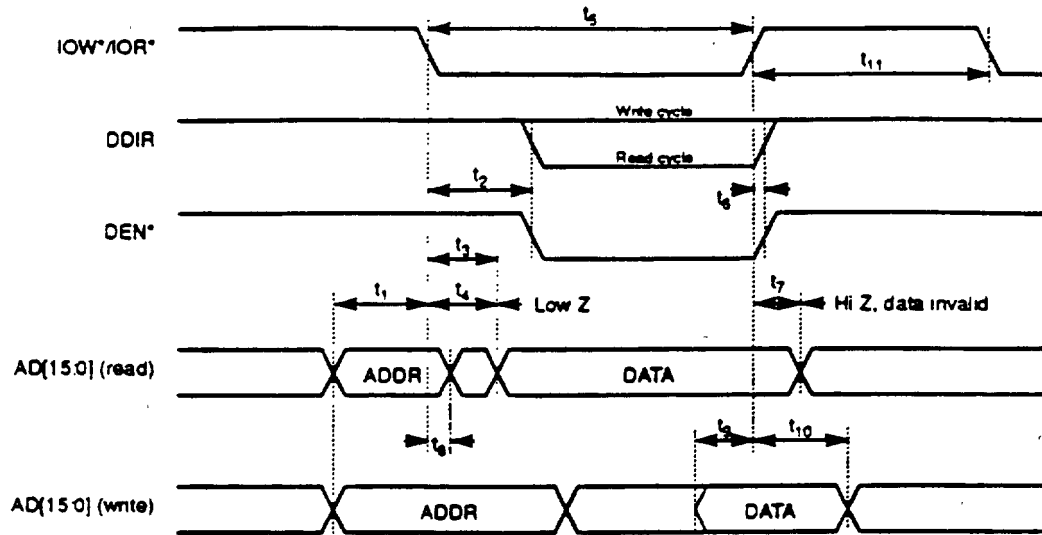 t5
IOW*/IOR*
t11
Write cycle
DDIR
Read cycle
t2
t6
DEN*
t3
t1
t4
Low Z
t7
Hi Z, data invalid
AD[15:0] (read)
ADDR
DATA
t8
t9
t10
AD[15:0] (write)
ADDR
DATA